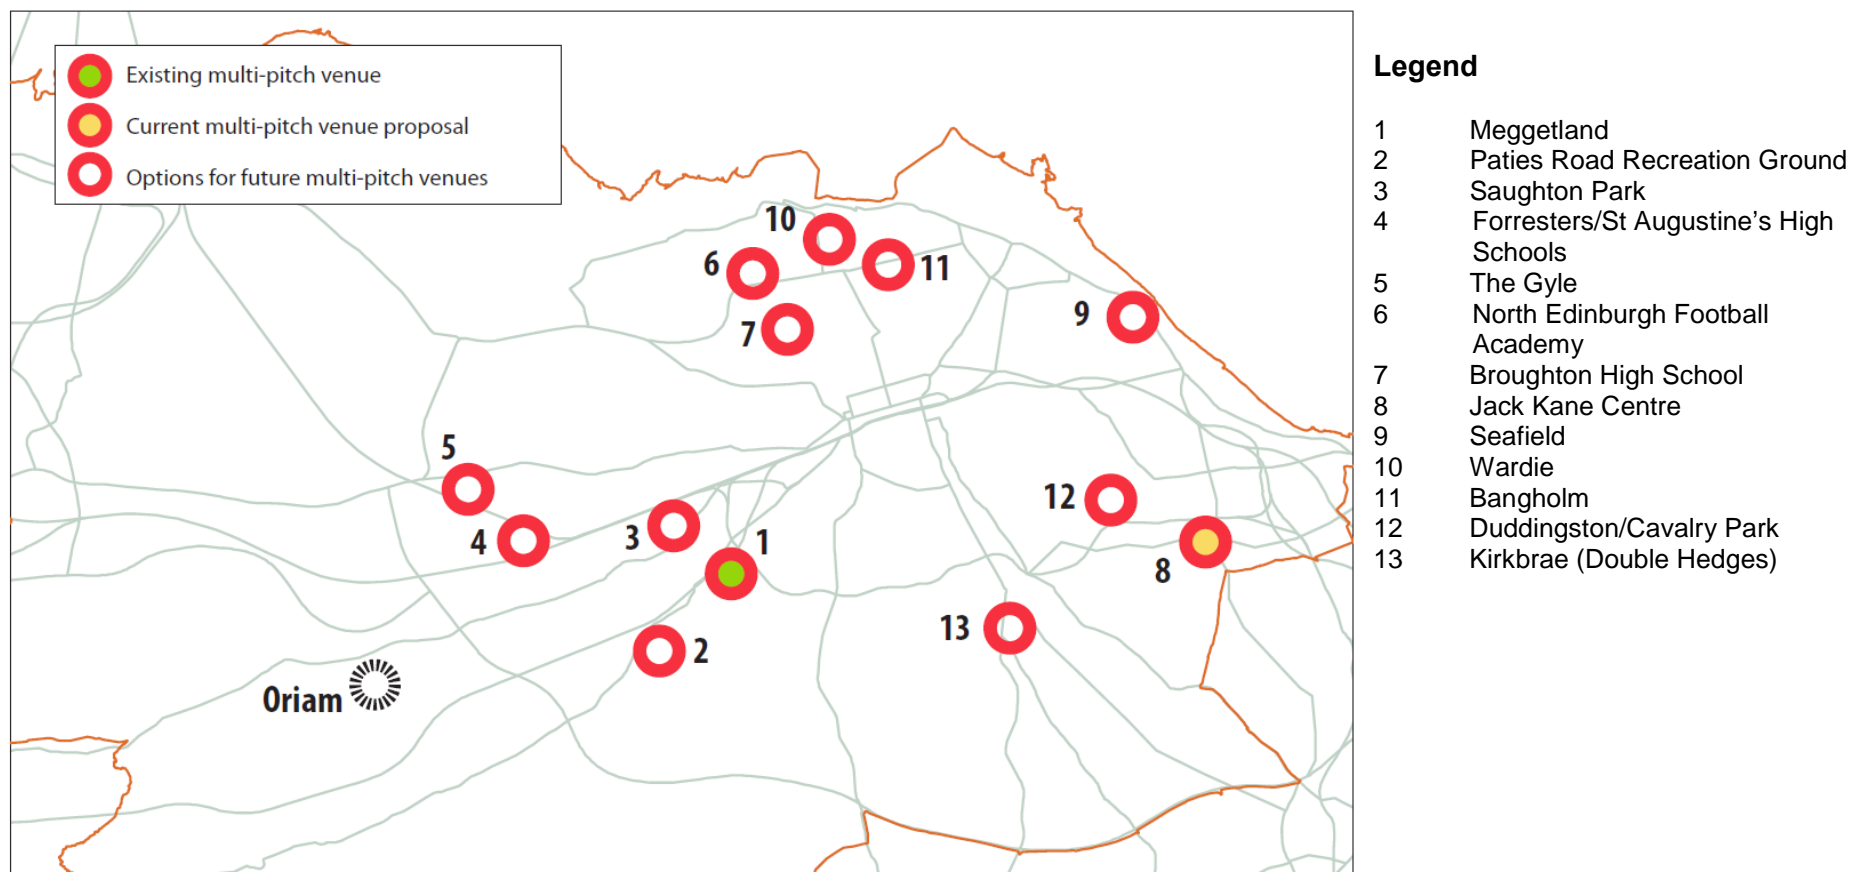 Existing multi-pitch venue
Current multi-pitch venue proposal
Options for future multi-pitch venues
10
6
11
7
9
5
12
3
4
1
8
13
2
Oriam
Legend
1 Meggetland
2 Paties Road Recreation Ground
3 Saughton Park
4 Forresters/St Augustine’s High
Schools
5 The Gyle
6 North Edinburgh Football
Academy
7 Broughton High School
8 Jack Kane Centre
9 Seafield
10 Wardie
11 Bangholm
12 Duddingston/Cavalry Park
13 Kirkbrae (Double Hedges)